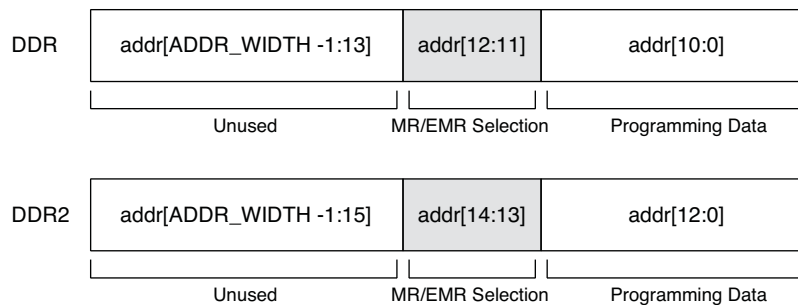 DDR addr[ADDR_WIDTH -1:13] addr[12:11] addr[10:0]
Unused MR/EMR Selection Programming Data
DDR2 addr[ADDR_WIDTH -1:15] addr[14:13] addr[12:0]
Unused MR/EMR Selection Programming Data